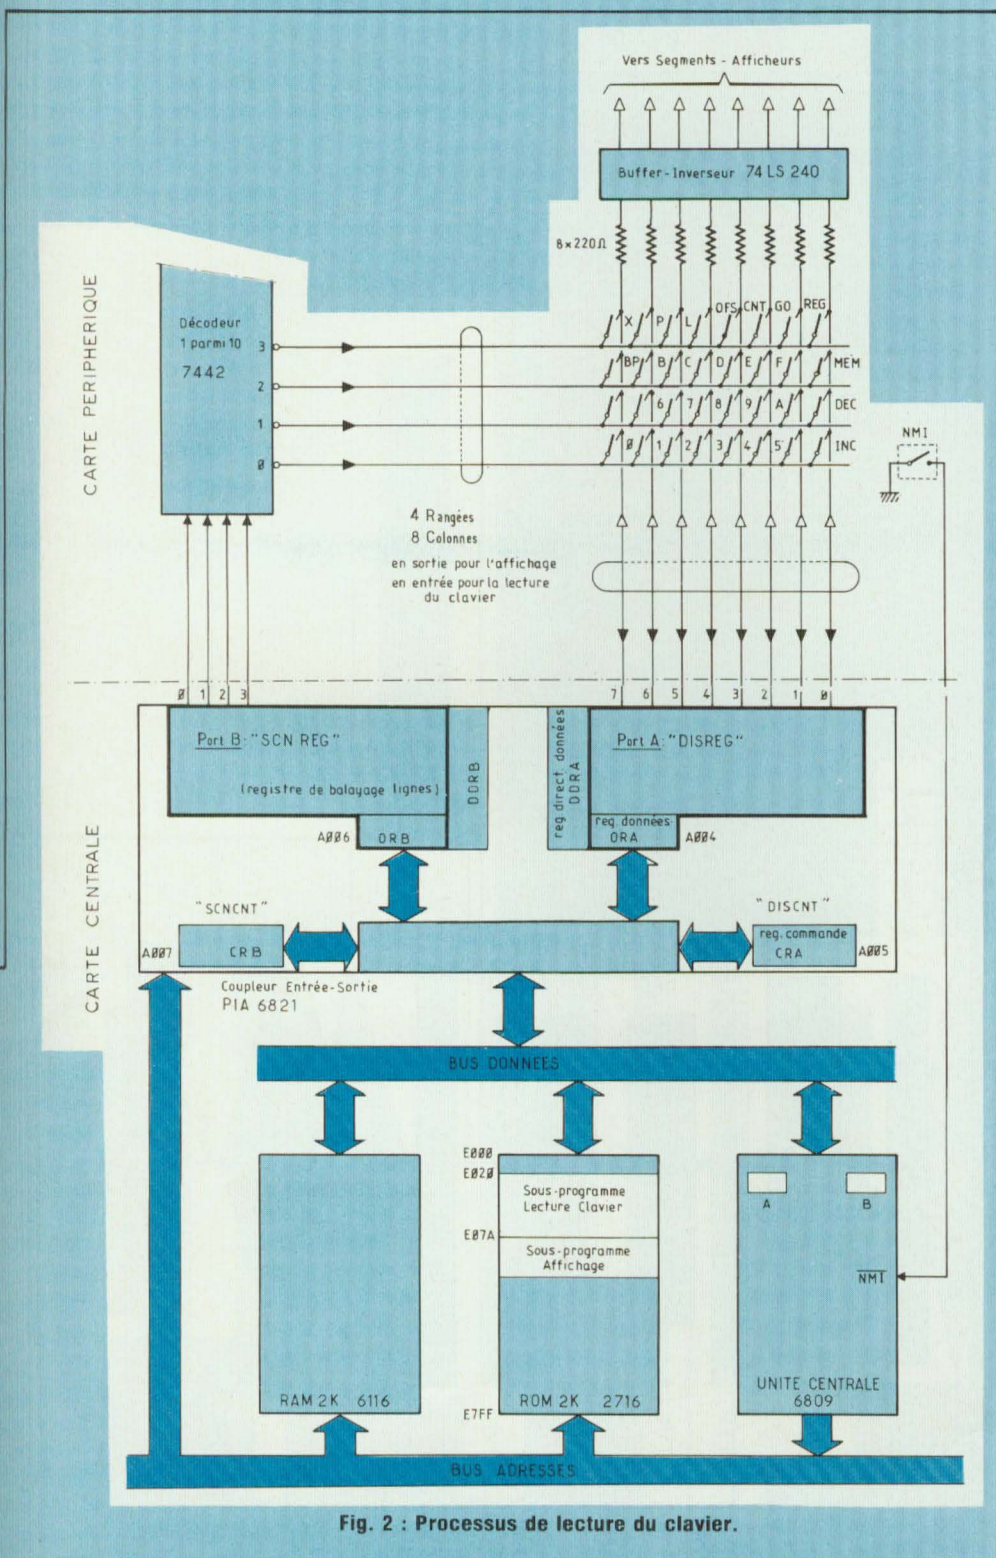 Vers Segments - Afficheurs
Buffer-Inverseur 74 LS 240
8×220Ω
CARTE PERIPHERIQUE
Décodeur
1 parmi 10
7442
3
2
1
Ø
X P L OFS CNT GO REG
BP B C D E F MEM
6 7 8 9 A DEC
Ø 1 2 3 4 5 INC
NMI
4 Rangées
8 Colonnes
en sortie pour l'affichage
en entrée pour la lecture
du clavier
Ø 1 2 3
7 6 5 4 3 2 1 Ø
CARTE CENTRALE
Port B: "SCN REG"
(registre de balayage lignes)
DDRB
AØØ6
ORB
reg.direct. données
DDRA
Port A: "DISREG"
reg. données
ORA
AØØ4
"SCNCNT"
AØØ7
CRB
"DISCNT"
reg. commande
CRA
AØØ5
Coupleur Entrée-Sortie
PIA 6821
BUS DONNEES
EØØØ
EØ2Ø
Sous-programme
Lecture Clavier
EØ7A
Sous-programme
Affichage
A
B
NMI
RAM 2K 6116
ROM 2K 2716
E7FF
UNITE CENTRALE
6809
BUS ADRESSES
Fig. 2 : Processus de lecture du clavier.